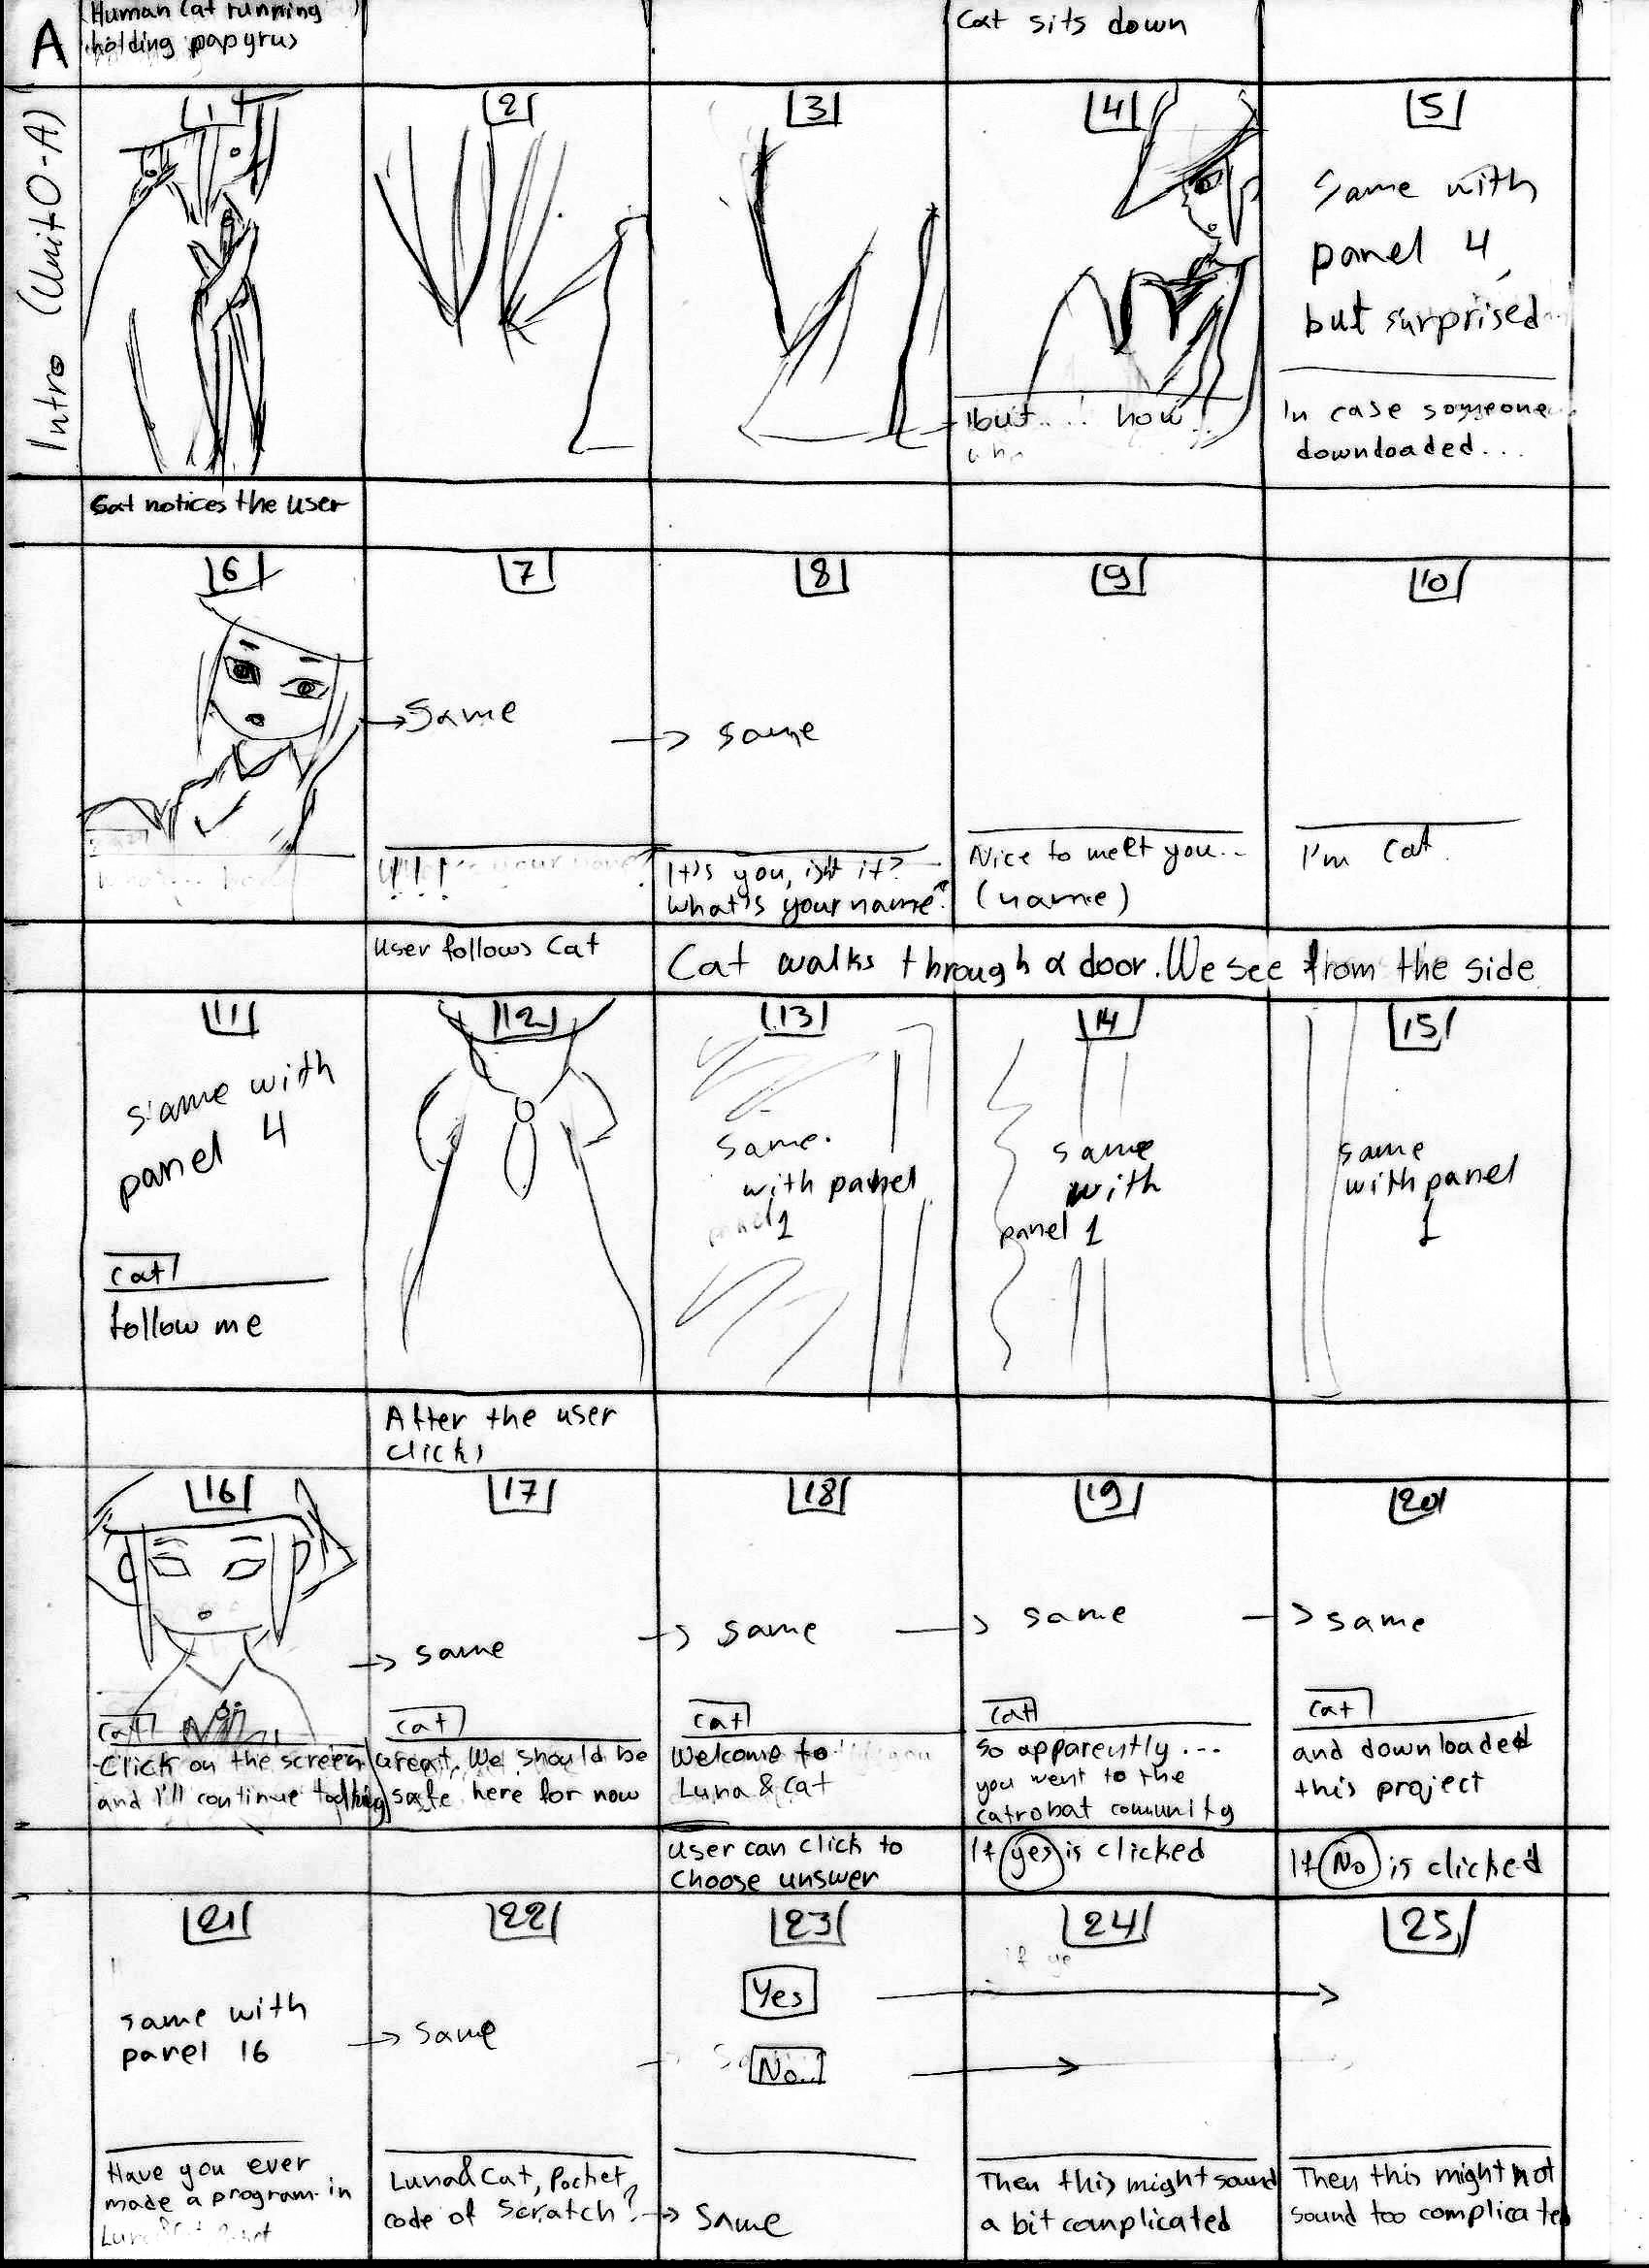 A
Human Cat running
holding papyrus
Cat sits down
Intro (Unit 0-A)
1
2
3
4
5
same with
panel 4,
but surprised
but.... how
In case someone
downloaded...
Cat notices the user
6
7
8
9
10
same
same
!!!
It's you, isn't it?
What's your name?
Nice to meet you...
(name)
I'm Cat.
User follows Cat
Cat walks through a door. We see from the side
11
12
13
14
15
same with
panel 4
Cat
follow me
same
with panel
panel 1
same
with
panel 1
same
with panel
1
After the user
clicks
16
17
18
19
20
same
same
same
same
Cat
Click on the screen
and I'll continue talking
Cat
Great. We should be
safe here for now
Cat
Welcome to
Luna & Cat
Cat
So apparently...
you went to the
catrobat comunity
Cat
and downloaded
this project
User can click to
choose unswer
If yes is clicked
If No is clicked
21
22
23
24
25
same with
panel 16
same
Yes
No
Have you ever
made a program in
Luna& Cat, Pocket
code of Scratch?
same
Then this might sound
a bit complicated
Then this might not
sound too complicated